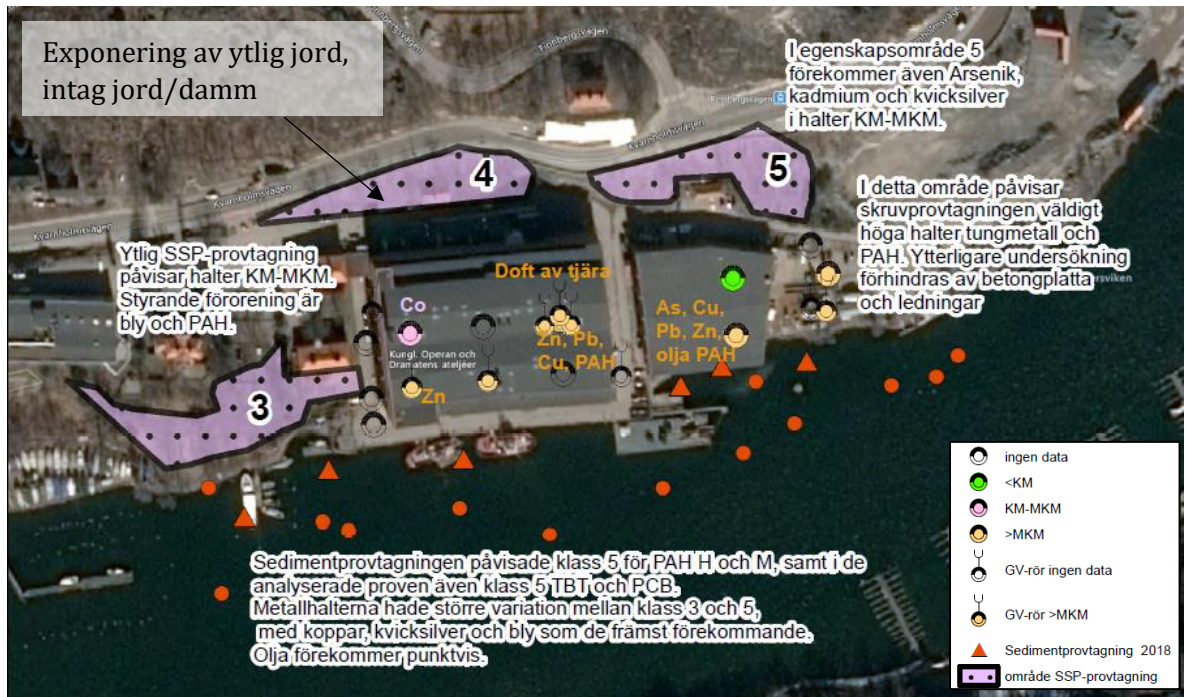 Exponering av ytlig jord,
intag jord/damm
Finnbergsvägen
I egenskapsområde 5
förekommer även Arsenik,
kadmium och kvicksilver
i halter KM-MKM.
Finnbergsvägen
Kvarnholmsvägen
4
5
Kvarnholmsvägen
Kvarnholmsvägen
I detta område påvisar
skruvprovtagningen väldigt
höga halter tungmetall och
PAH. Ytterligare undersökning
förhindras av betongplatta
och ledningar
Ytlig SSP-provtagning
påvisar halter KM-MKM.
Styrande förorening är
bly och PAH.
Doft av tjära
Co
Zn, Pb,
Cu, PAH
As, Cu,
Pb, Zn,
olja PAH
Kungl. Operan och
Dramatens ateljéer
Zn
3
Sedimentprovtagningen påvisade klass 5 för PAH H och M, samt i de
analyserade proven även klass 5 TBT och PCB.
Metallhalterna hade större variation mellan klass 3 och 5,
med koppar, kvicksilver och bly som de främst förekommande.
Olja förekommer punktvis.
ingen data
<KM
KM-MKM
>MKM
GV-rör ingen data
GV-rör >MKM
Sedimentprovtagning 2018
område SSP-provtagning